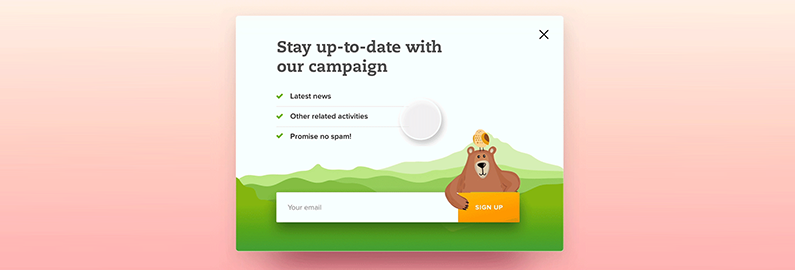 Stay up-to-date with
our campaign
Latest news
Other related activities
Promise no spam!
Your email
SIGN UP